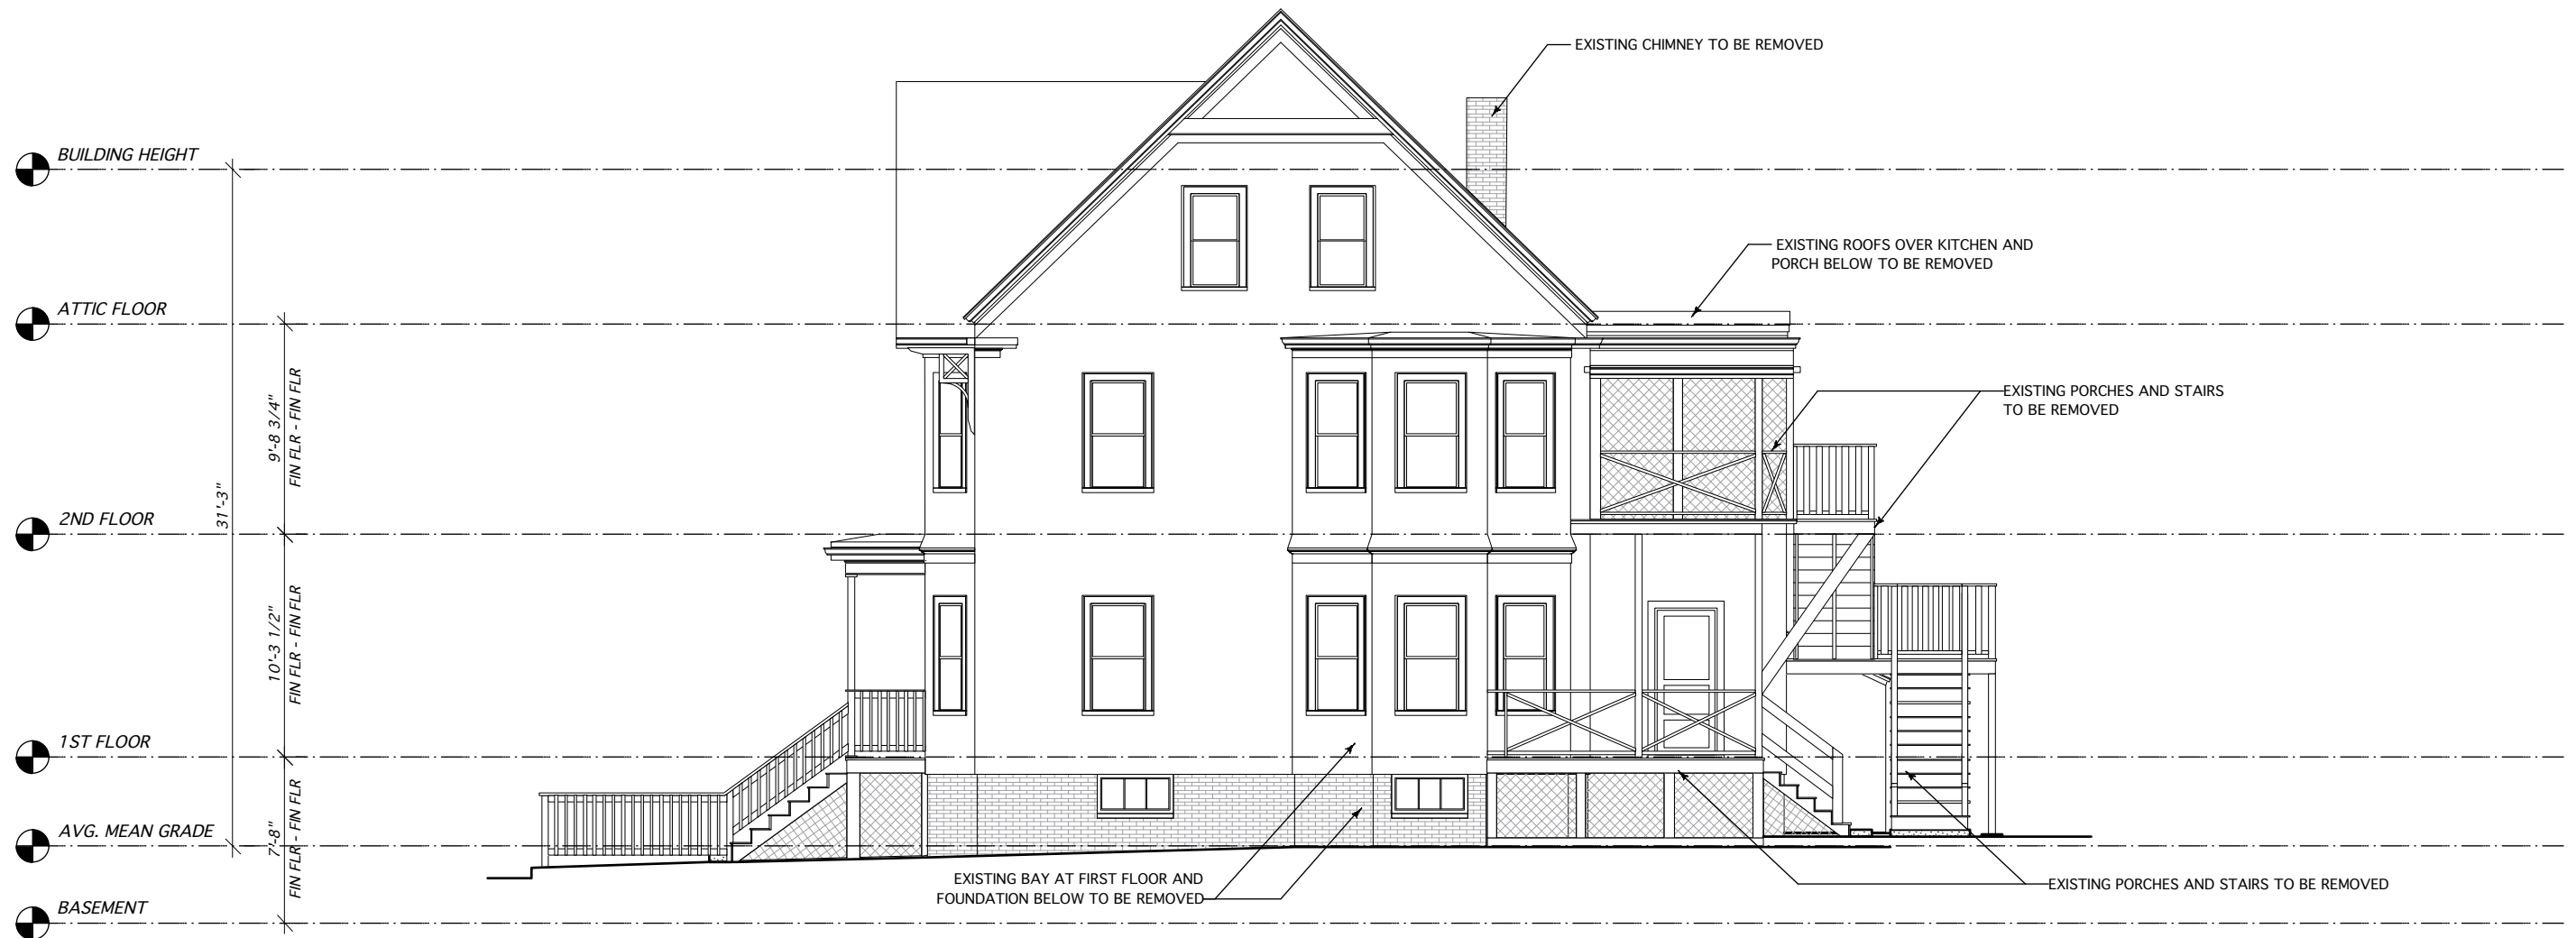 EXISTING CHIMNEY TO BE REMOVED
BUILDING HEIGHT
EXISTING ROOFS OVER KITCHEN AND
PORCH BELOW TO BE REMOVED
ATTIC FLOOR
9'-8 3/4"
FIN FLR - FIN FLR
EXISTING PORCHES AND STAIRS
TO BE REMOVED
31'-3"
2ND FLOOR
10'-3 1/2"
FIN FLR - FIN FLR
1ST FLOOR
7'-8"
FIN FLR - FIN FLR
AVG. MEAN GRADE
EXISTING BAY AT FIRST FLOOR AND
FOUNDATION BELOW TO BE REMOVED
EXISTING PORCHES AND STAIRS TO BE REMOVED
BASEMENT